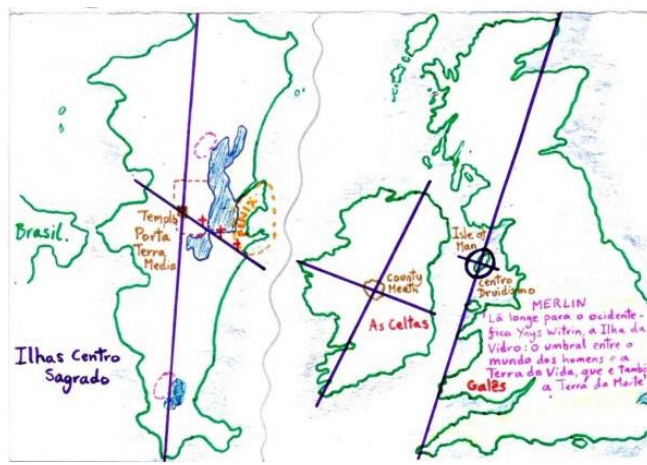 Brasil.
Templo
Porta
Terra
Media
FENIX
Ilhas Centro
Sagrado
County
Meath
As Celtas
Isle of
Man
Centro
Druidismo
MERLIN
"Lá longe para o ocidente
fica Ynys Witrin, a Ilha da
Vidro: o umbral entre o
mundo dos homens e a
Terra da Vida, que e também
a Terra da Morte"
Galês